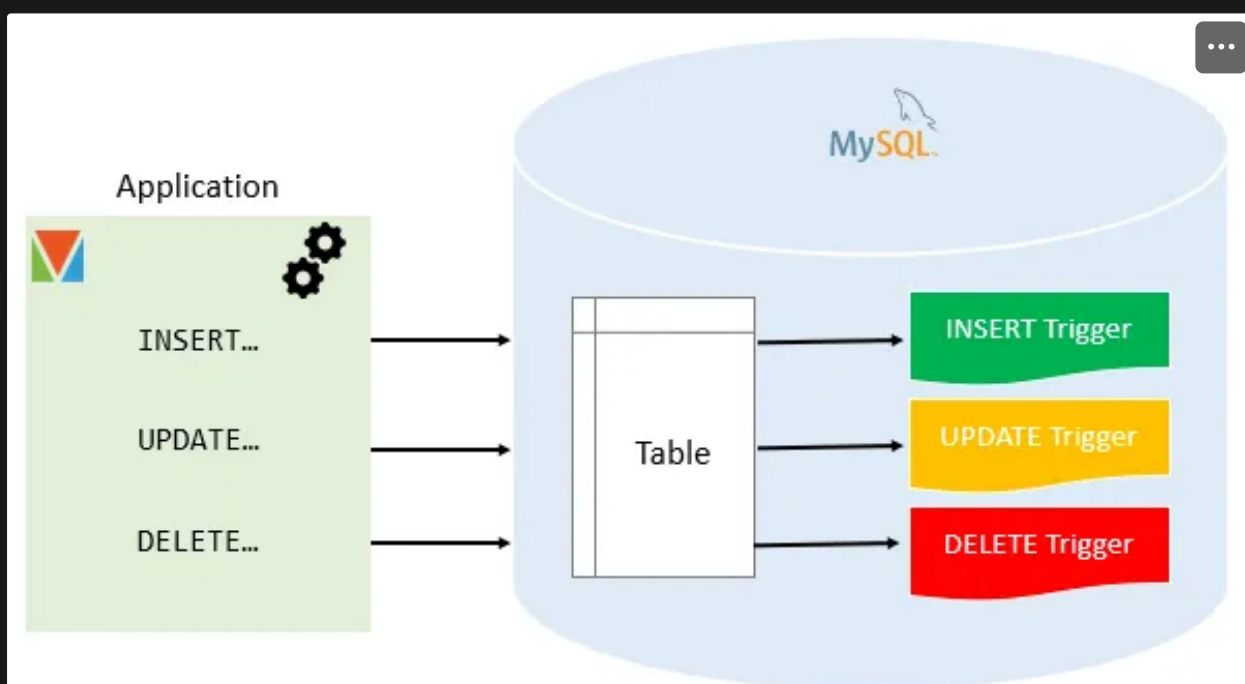 MySQL
Application
INSERT…
UPDATE…
DELETE…
Table
INSERT Trigger
UPDATE Trigger
DELETE Trigger